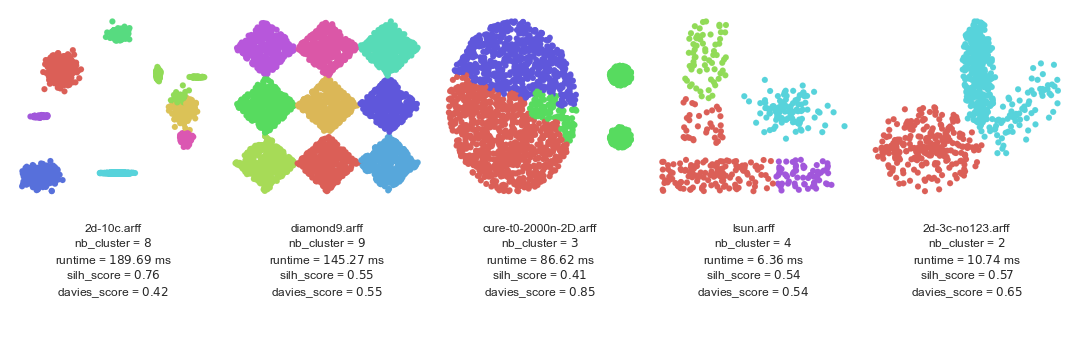 2d-10c.arff
nb_cluster = 8
runtime = 189.69 ms
silh_score = 0.76
davies_score = 0.42
diamond9.arff
nb_cluster = 9
runtime = 145.27 ms
silh_score = 0.55
davies_score = 0.55
cure-t0-2000n-2D.arff
nb_cluster = 3
runtime = 86.62 ms
silh_score = 0.41
davies_score = 0.85
lsun.arff
nb_cluster = 4
runtime = 6.36 ms
silh_score = 0.54
davies_score = 0.54
2d-3c-no123.arff
nb_cluster = 2
runtime = 10.74 ms
silh_score = 0.57
davies_score = 0.65